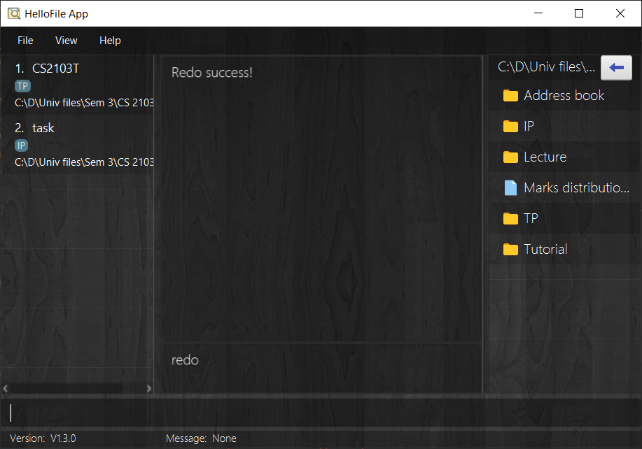 HelloFile App
File View Help
1. CS2103T
TP
C:\D\Univ files\Sem 3\CS 2103
2. task
IP
C:\D\Univ files\Sem 3\CS 2103
Redo success!
redo
C:\D\Univ files\...
Address book
IP
Lecture
Marks distributio...
TP
Tutorial
Version: V1.3.0
Message: None